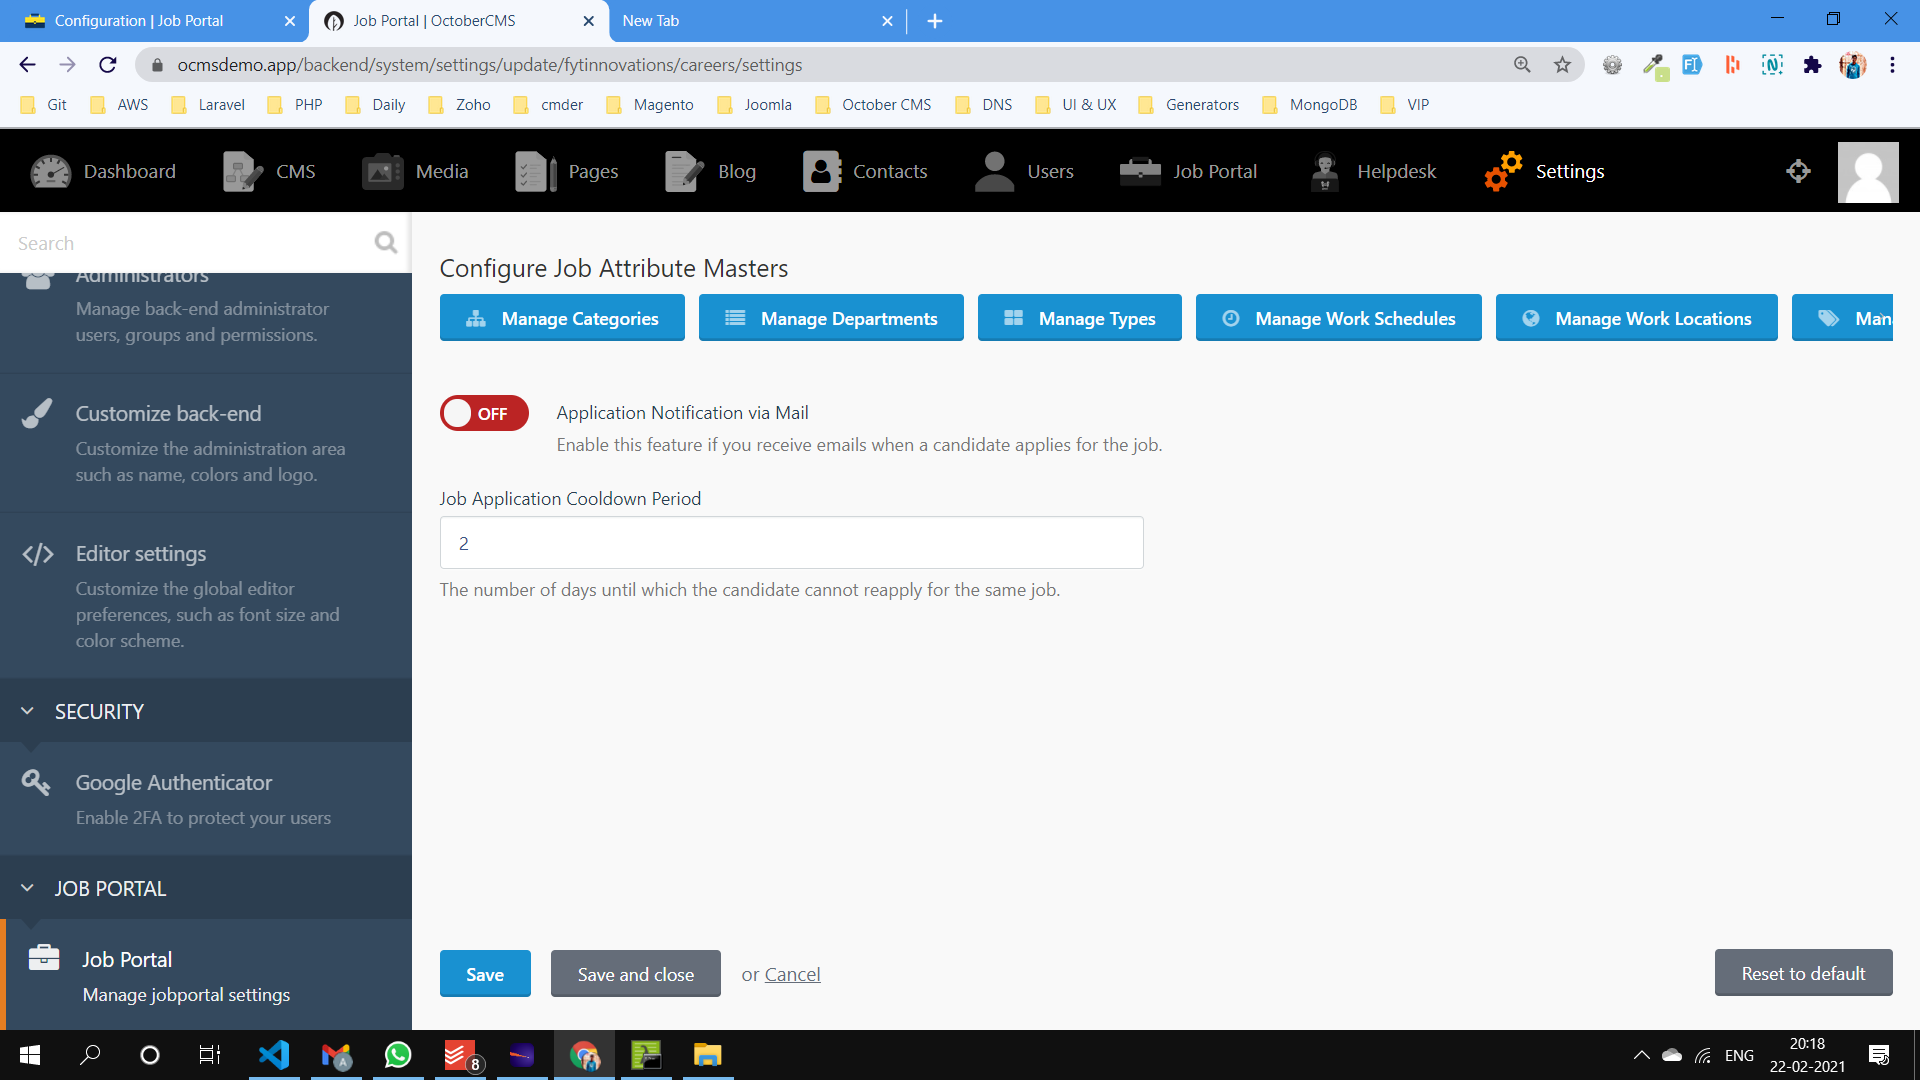 Configuration | Job Portal
Job Portal | OctoberCMS
New Tab
ocmsdemo.app/backend/system/settings/update/fytinnovations/careers/settings
Git AWS Laravel PHP Daily Zoho cmder Magento Joomla October CMS DNS UI & UX Generators MongoDB VIP
Dashboard CMS Media Pages Blog Contacts Users Job Portal Helpdesk Settings
Search
Administrators
Manage back-end administrator
users, groups and permissions.
Customize back-end
Customize the administration area
such as name, colors and logo.
Editor settings
Customize the global editor
preferences, such as font size and
color scheme.
SECURITY
Google Authenticator
Enable 2FA to protect your users
JOB PORTAL
Job Portal
Manage jobportal settings
Configure Job Attribute Masters
Manage Categories Manage Departments Manage Types Manage Work Schedules Manage Work Locations
OFF
Application Notification via Mail
Enable this feature if you receive emails when a candidate applies for the job.
Job Application Cooldown Period
2
The number of days until which the candidate cannot reapply for the same job.
Save Save and close or Cancel Reset to default
8
ENG
20:18
22-02-2021